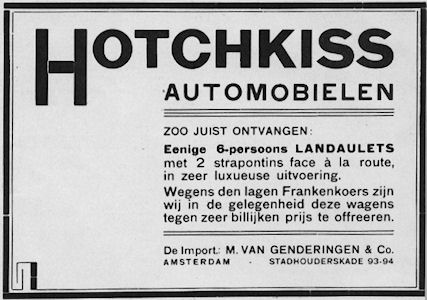 HOTCHKISS
AUTOMOBIELEN
ZOO JUIST ONTVANGEN:
Eenige 6-persoons LANDAULETS
met 2 strapontins face à la route,
in zeer luxueuse uitvoering.
Wegens den lagen Frankenkoers zijn
wij in de gelegenheid deze wagens
tegen zeer billijken prijs te offreeren.
De Import.: M. VAN GENDERINGEN & Co.
AMSTERDAM - STADHOUDERSKADE 93-94